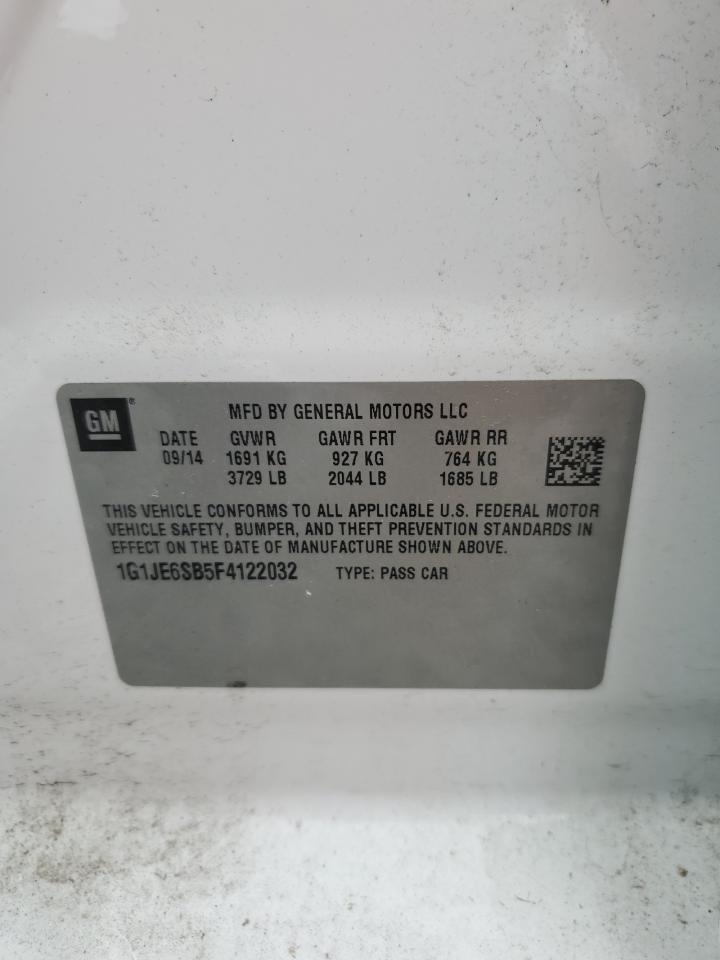 GM®
MFD BY GENERAL MOTORS LLC
DATE GVWR GAWR FRT GAWR RR
09/14 1691 KG 927 KG 764 KG
3729 LB 2044 LB 1685 LB
THIS VEHICLE CONFORMS TO ALL APPLICABLE U.S. FEDERAL MOTOR
VEHICLE SAFETY, BUMPER, AND THEFT PREVENTION STANDARDS IN
EFFECT ON THE DATE OF MANUFACTURE SHOWN ABOVE.
1G1JE6SB5F4122032 TYPE: PASS CAR